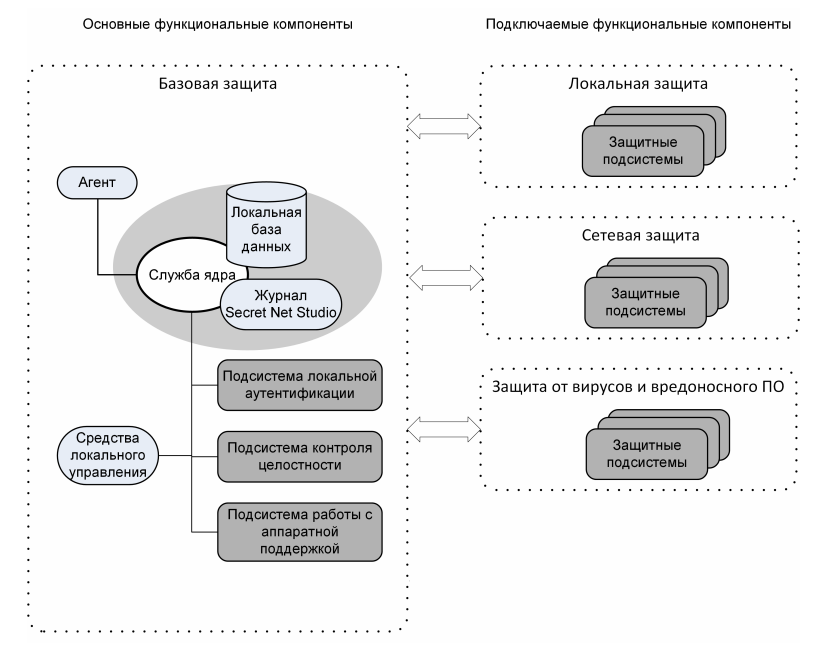 Основные функциональные компоненты
Подключаемые функциональные компоненты
Базовая защита
Агент
Локальная
база
данных
Служба ядра
Журнал
Secret Net Studio
Подсистема локальной
аутентификации
Средства
локального
управления
Подсистема контроля
целостности
Подсистема работы с
аппаратной
поддержкой
Локальная защита
Защитные
подсистемы
Сетевая защита
Защитные
подсистемы
Защита от вирусов и вредоносного ПО
Защитные
подсистемы